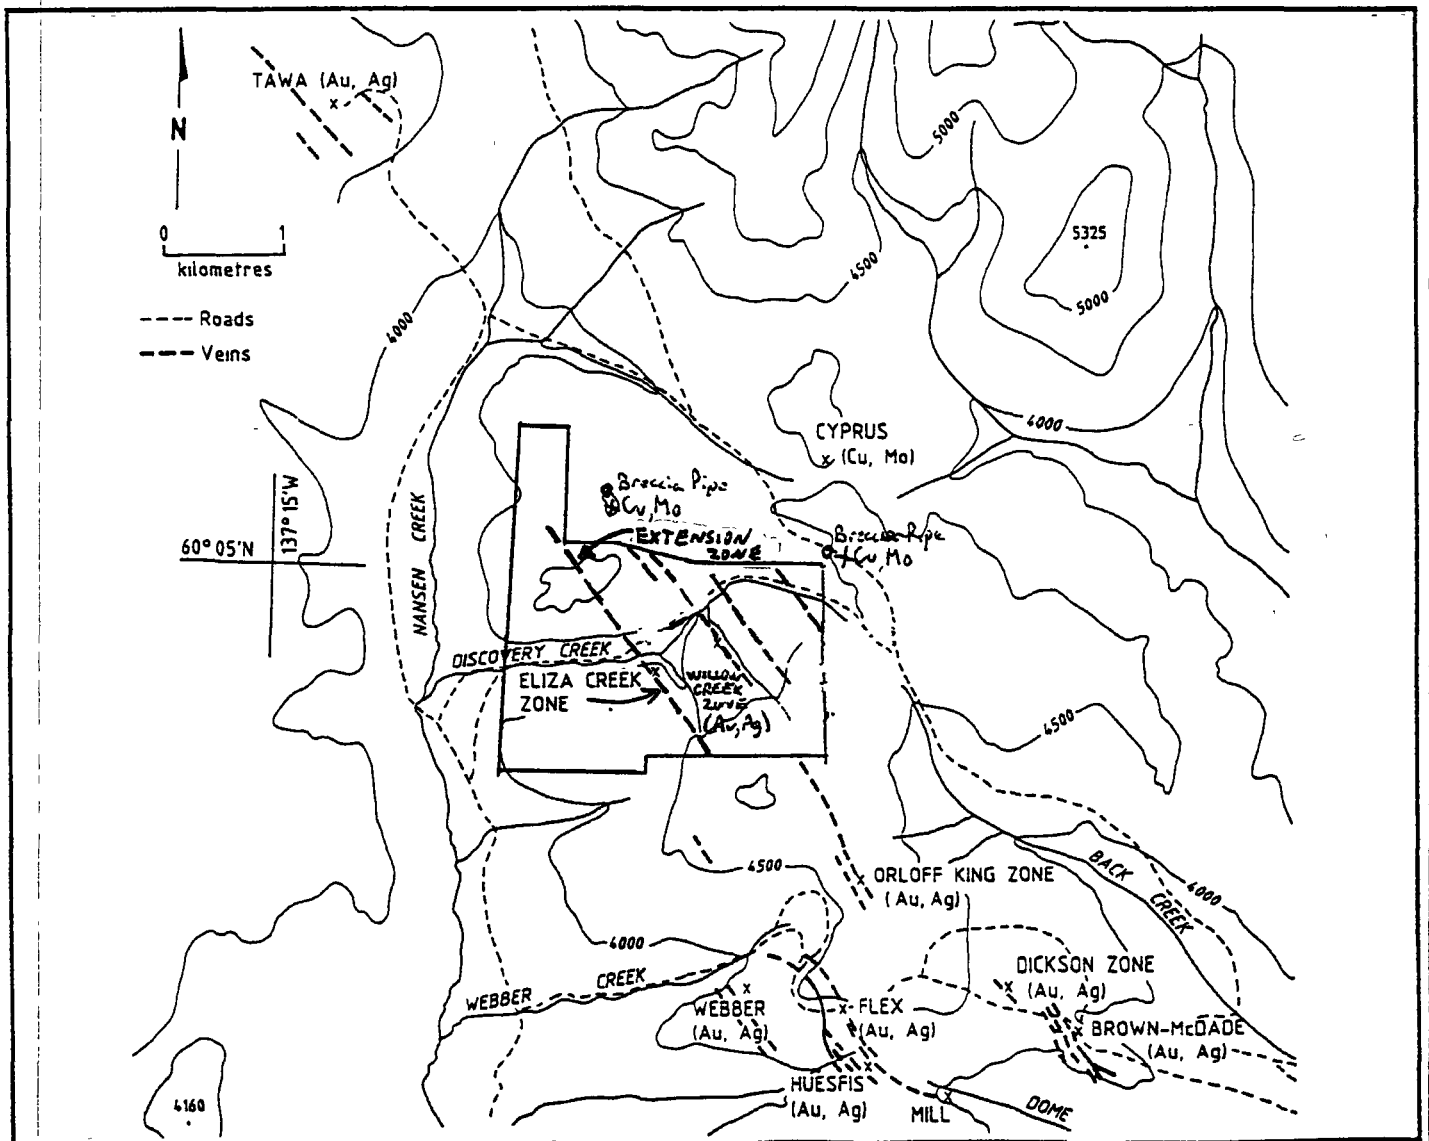 TAWA (Au, Ag)
x
N
0 1
kilometres
Roads
Veins
5000
5325
5000
4500
4000
4000
CYPRUS
x (Cu, Mo)
Breccia Pipe
Cu, Mo
137° 15'W
60° 05'N
EXTENSION
ZONE
Breccia Pipe
Cu, Mo
NANSEN CREEK
DISCOVERY CREEK
ELIZA CREEK
ZONE
WILLOW
CREEK
ZONE
(Au, Ag)
4500
4500
ORLOFF KING ZONE
(Au, Ag)
BACK CREEK
4000
4000
WEBBER CREEK
WEBBER
(Au, Ag)
FLEX
(Au, Ag)
DICKSON ZONE
(Au, Ag)
BROWN-McDADE
(Au, Ag)
HUESFIS
(Au, Ag)
MILL
DOME
4160